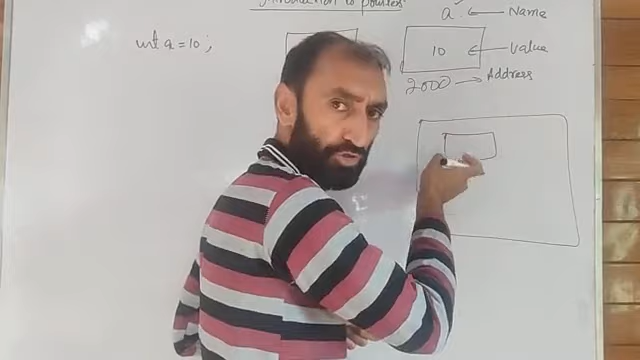 Introduction to pointers
a ← Name
int a = 10 ;
10 ← Value
2000 → Address